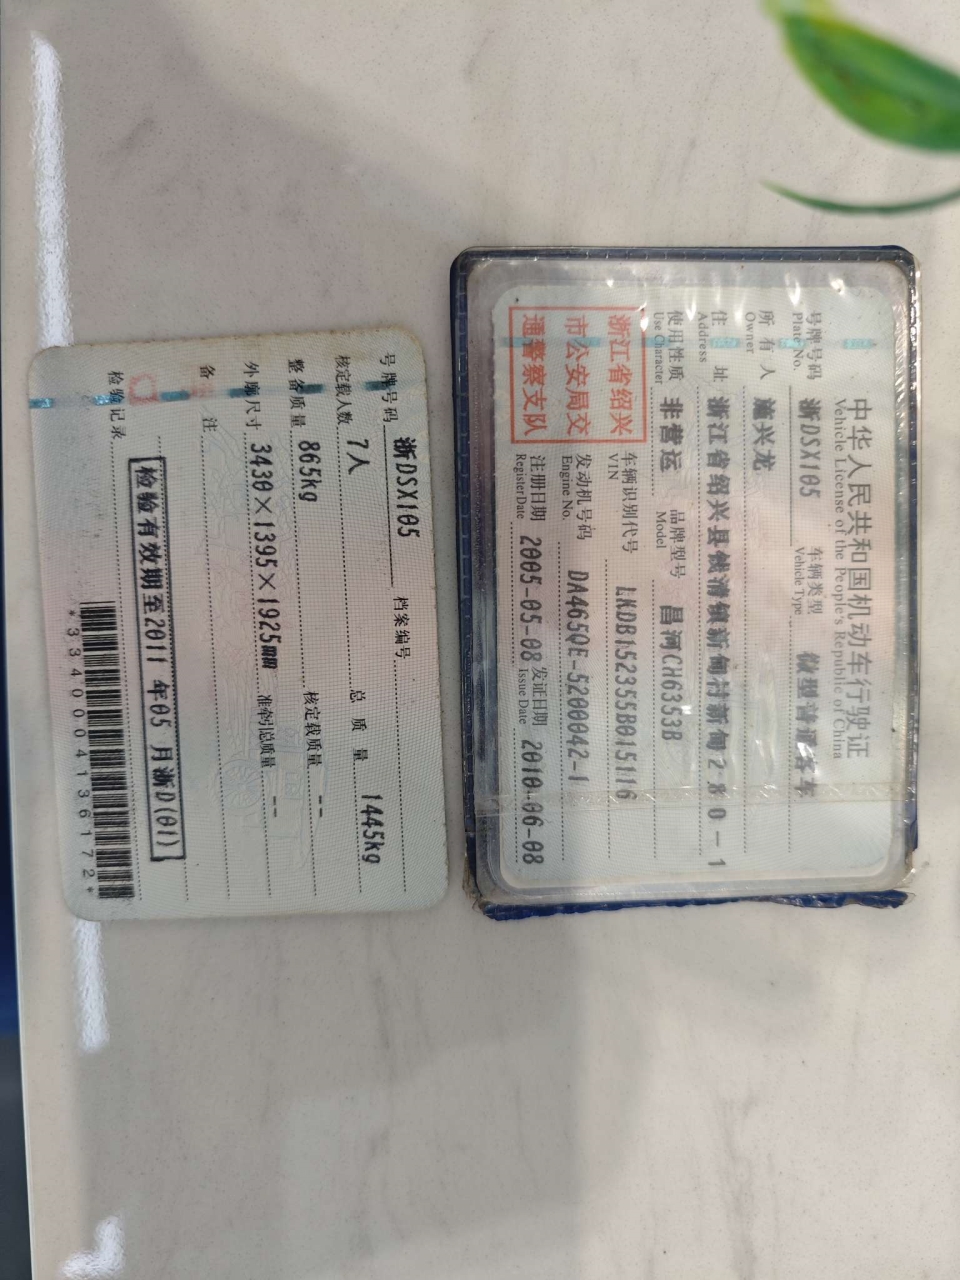 中华人民共和国机动车行驶证
Vehicle License of the People's Republic of China
号牌号码 浙DSX105 车辆类型 微型普通客车
Plate No. Vehicle Type
所有人 施兴龙
Owner
住址 浙江省绍兴县钱清镇新甸村新甸280-1
Address
使用性质 非营运 品牌型号 昌河CH6353B
Use Character Model
浙江省绍兴
市公安局交
通警察支队
车辆识别代号 LKDB152355B015116
VIN
发动机号码 DA465QE-5200042-1
Engine No.
注册日期 2005-05-08 发证日期 2010-06-08
Register Date Issue Date
号牌号码 浙DSX105 档案编号
核定载人数 7人 总质量 1445kg
整备质量 865kg 核定载质量 --
外廓尺寸 3430×1395×1925mm 准牵引总质量 --
备注
检验有效期至2011年05月浙D(01)
检验记录
*3340004136172*